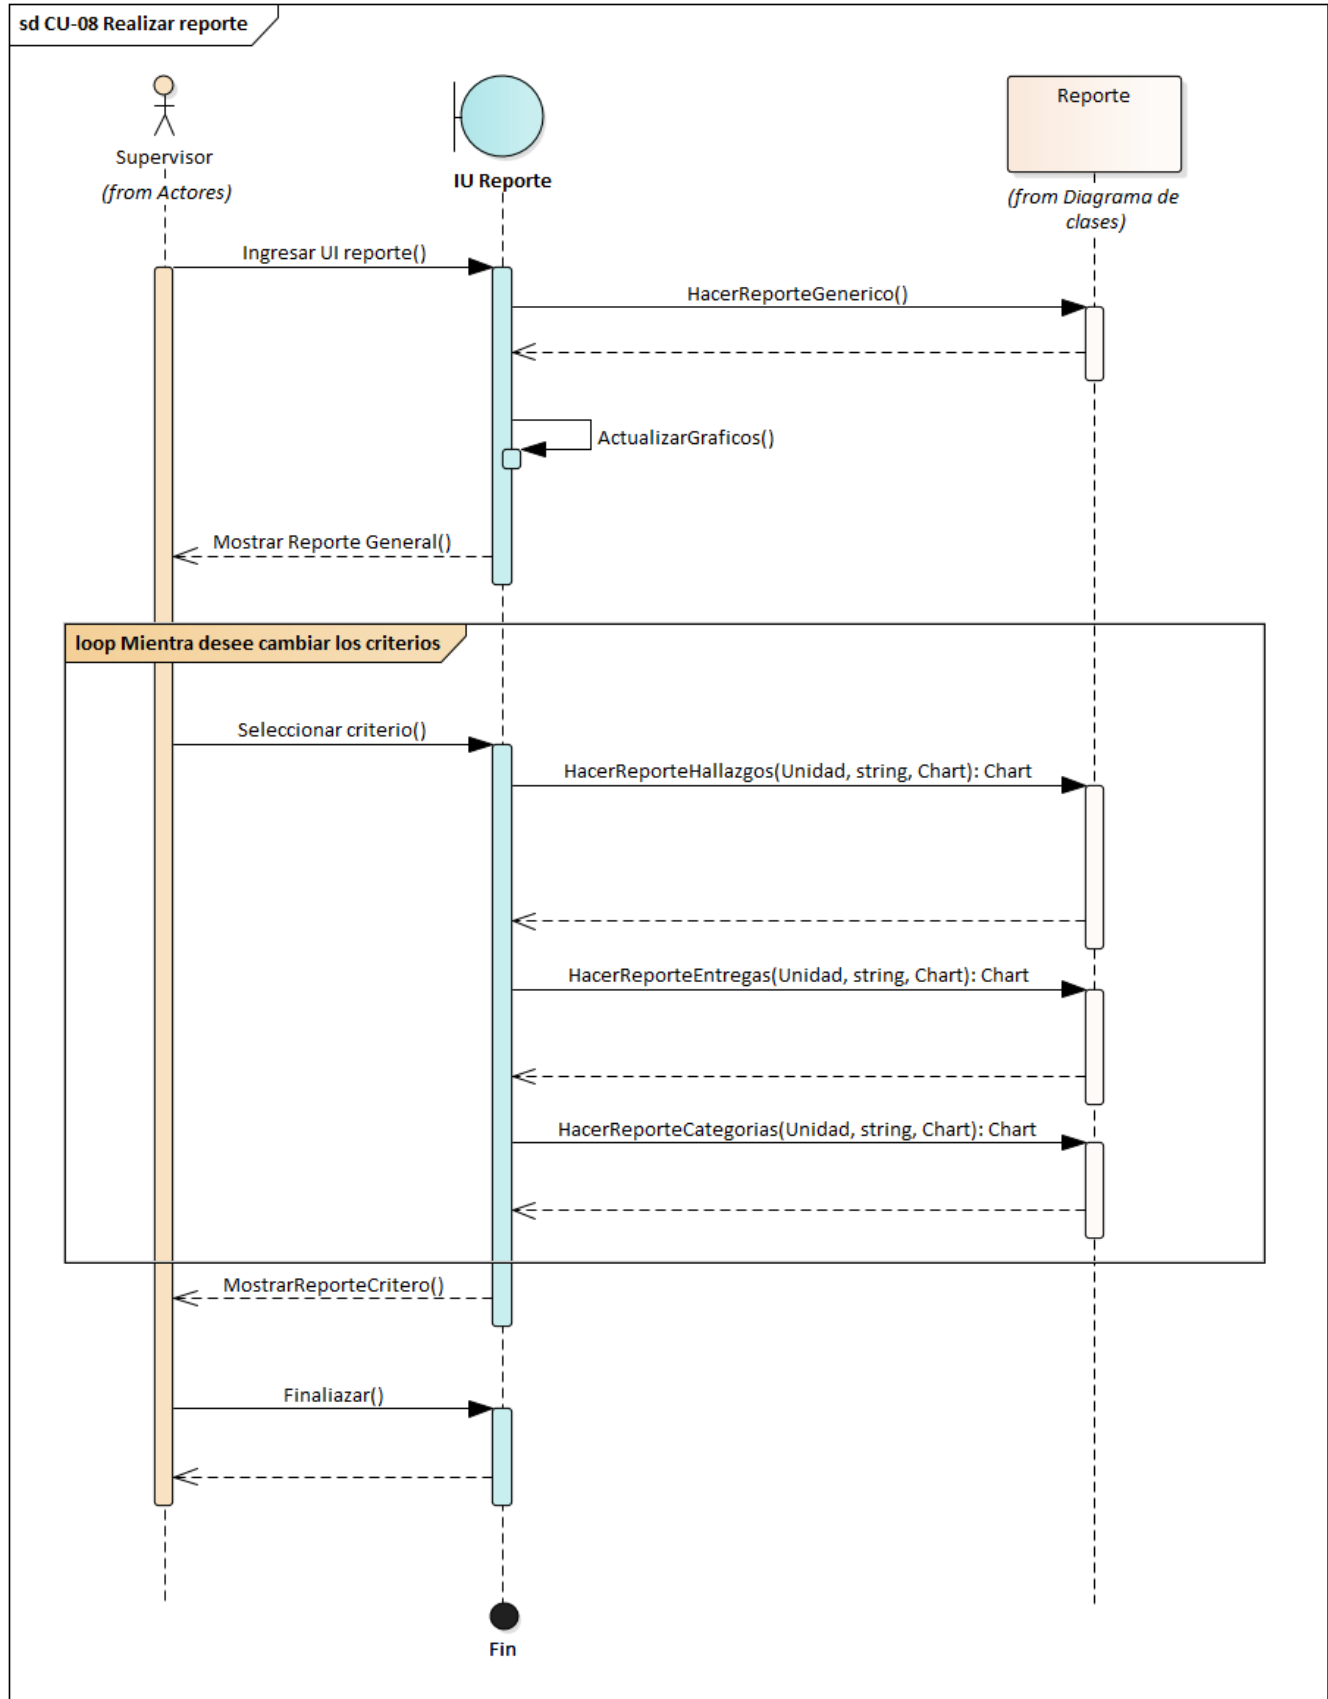 sd CU-08 Realizar reporte
Supervisor
(from Actores)
IU Reporte
Reporte
(from Diagrama de
clases)
Ingresar UI reporte()
HacerReporteGenerico()
ActualizarGraficos()
Mostrar Reporte General()
loop Mientra desee cambiar los criterios
Seleccionar criterio()
HacerReporteHallazgos(Unidad, string, Chart): Chart
HacerReporteEntregas(Unidad, string, Chart): Chart
HacerReporteCategorias(Unidad, string, Chart): Chart
MostrarReporteCritero()
Finaliazar()
Fin